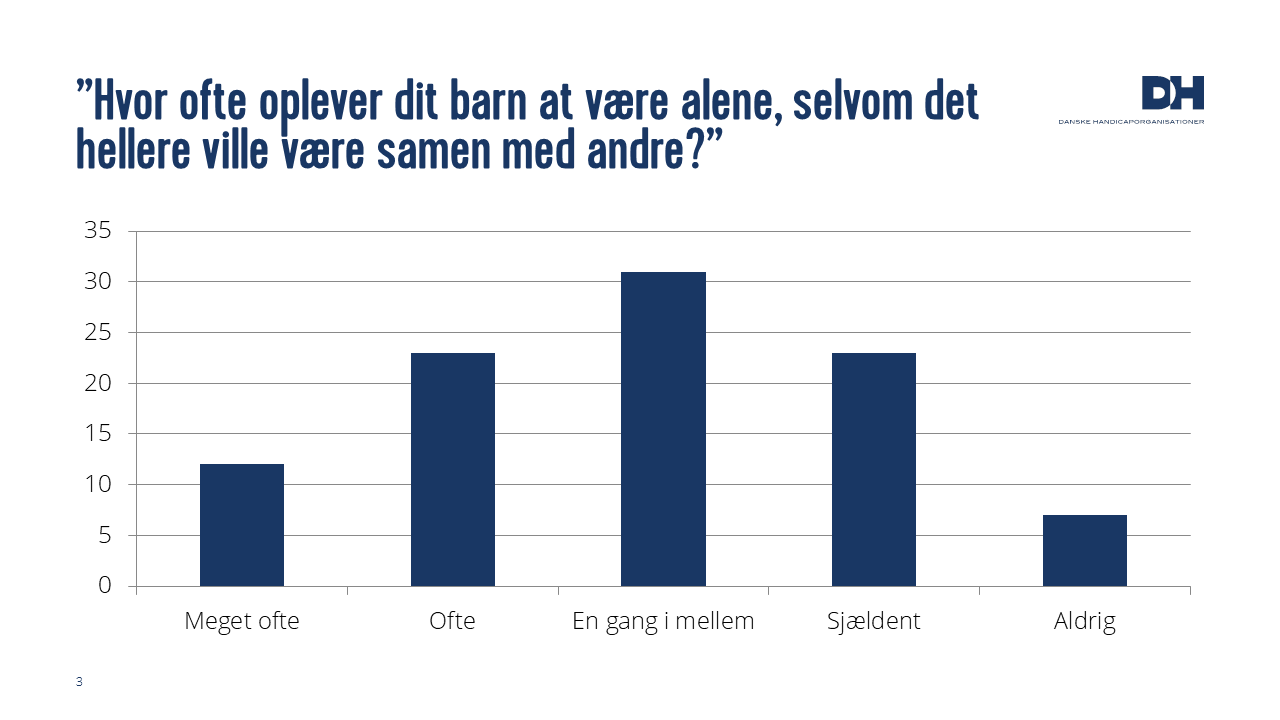 ”Hvor ofte oplever dit barn at være alene, selvom det
hellere ville være samen med andre?”
DH
DANSKE HANDICAPORGANISATIONER
35
30
25
20
15
10
5
0
Meget ofte
Ofte
En gang i mellem
Sjældent
Aldrig
3